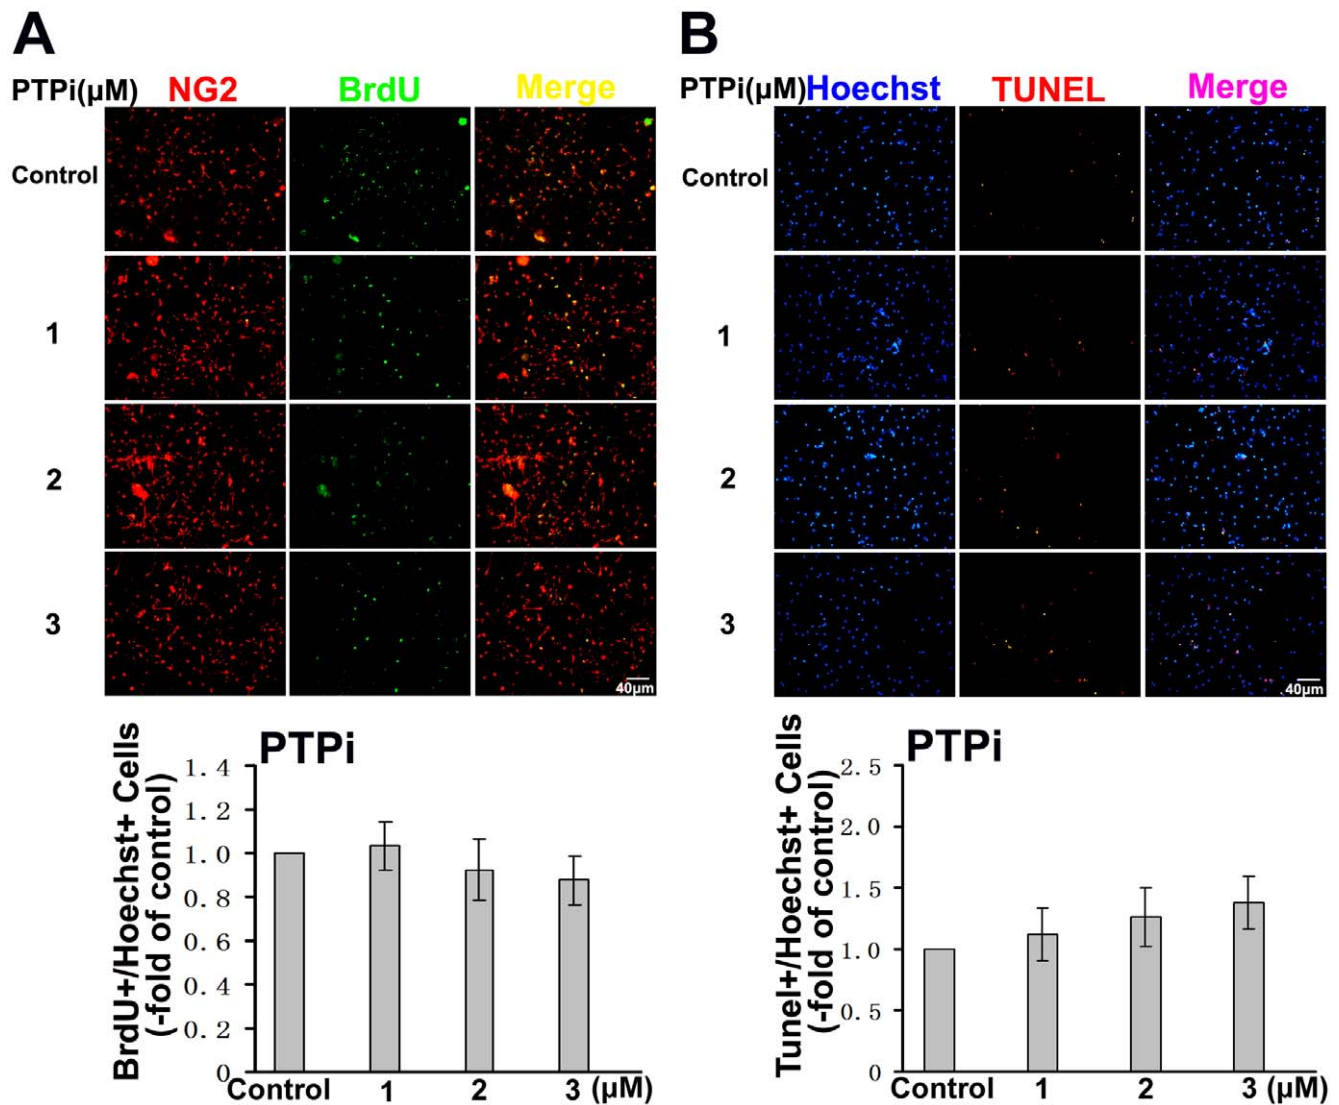 A
PTPi(μM) NG2 BrdU Merge
Control
1
2
3
40μm
PTPi
BrdU+/Hoechst+ Cells
(-fold of control)
1.4
1.2
1.0
0.8
0.6
0.4
0.2
0
Control 1 2 3 (μM)
B
PTPi(μM) Hoechst TUNEL Merge
Control
1
2
3
40μm
PTPi
Tunel+/Hoechst+ Cells
(-fold of control)
2.5
2.0
1.5
1.0
0.5
0
Control 1 2 3 (μM)